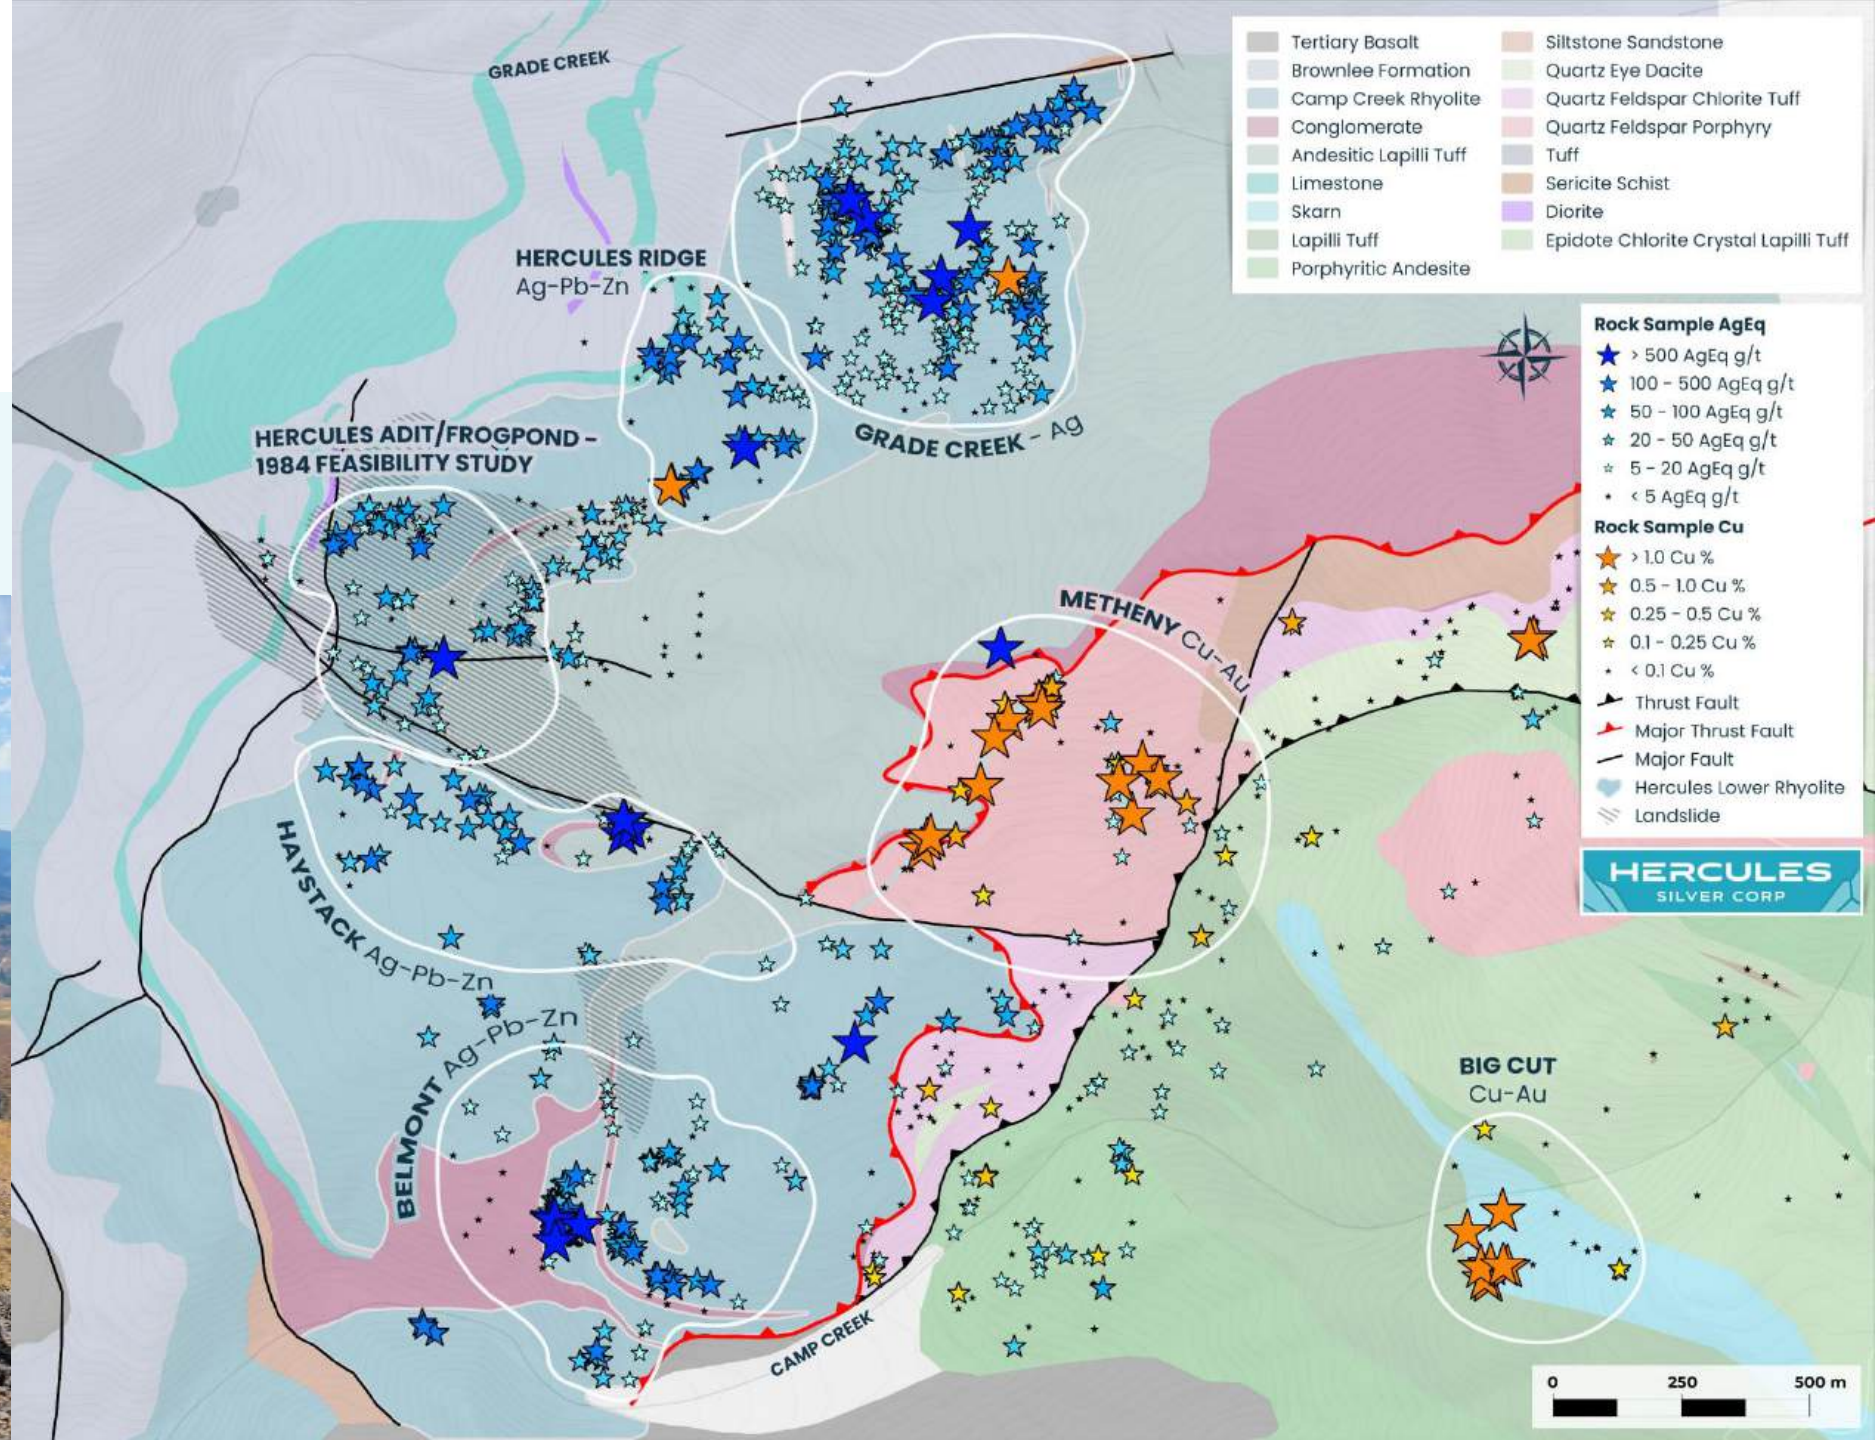 GRADE CREEK
HERCULES RIDGE
Ag-Pb-Zn
HERCULES ADIT/FROGPOND -
1984 FEASIBILITY STUDY
GRADE CREEK - Ag
METHENY Cu-Au
HAYSTACK Ag-Pb-Zn
BELMONT Ag-Pb-Zn
BIG CUT
Cu-Au
CAMP CREEK
Tertiary Basalt
Brownlee Formation
Camp Creek Rhyolite
Conglomerate
Andesitic Lapilli Tuff
Limestone
Skarn
Lapilli Tuff
Porphyritic Andesite
Siltstone Sandstone
Quartz Eye Dacite
Quartz Feldspar Chlorite Tuff
Quartz Feldspar Porphyry
Tuff
Sericite Schist
Diorite
Epidote Chlorite Crystal Lapilli Tuff
Rock Sample AgEq
> 500 AgEq g/t
100 - 500 AgEq g/t
50 - 100 AgEq g/t
20 - 50 AgEq g/t
5 - 20 AgEq g/t
< 5 AgEq g/t
Rock Sample Cu
> 1.0 Cu %
0.5 - 1.0 Cu %
0.25 - 0.5 Cu %
0.1 - 0.25 Cu %
< 0.1 Cu %
Thrust Fault
Major Thrust Fault
Major Fault
Hercules Lower Rhyolite
Landslide
HERCULES
SILVER CORP
0 250 500 m